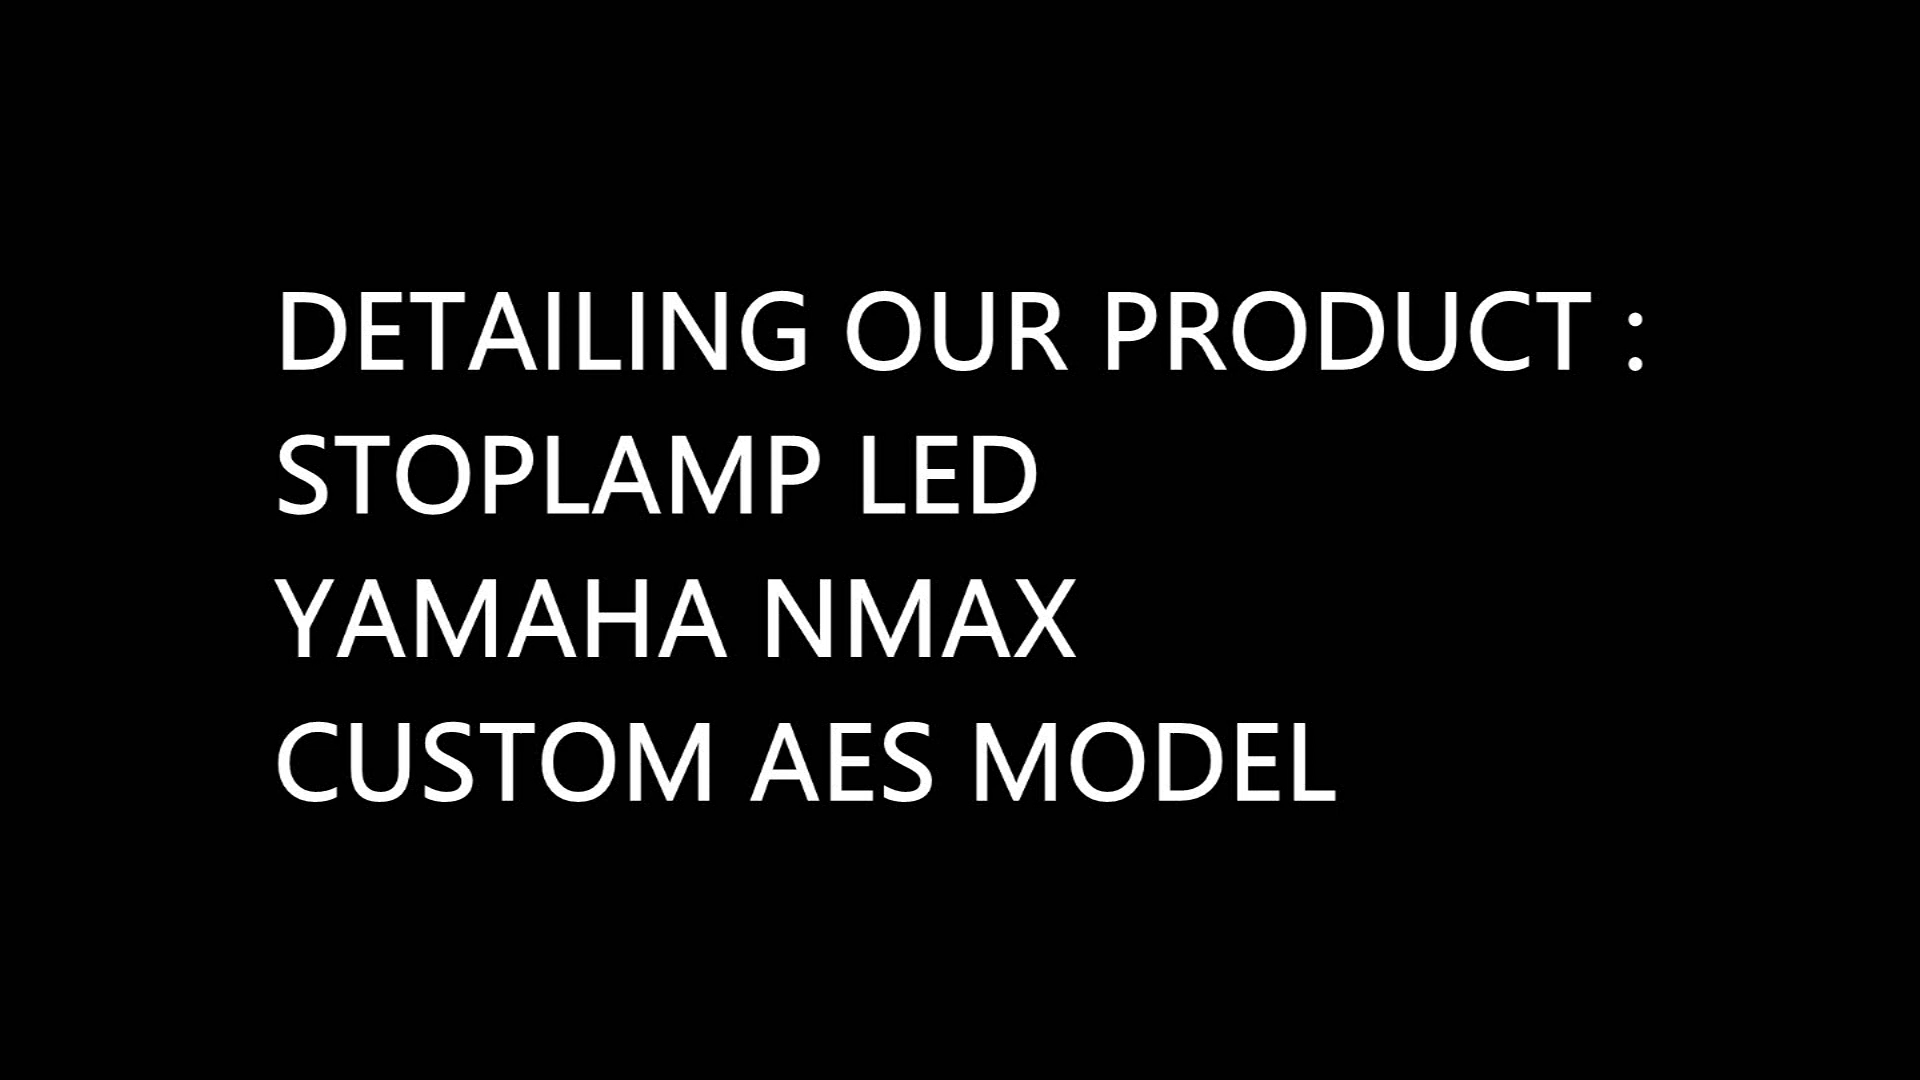 DETAILING OUR PRODUCT :
STOPLAMP LED
YAMAHA NMAX
CUSTOM AES MODEL